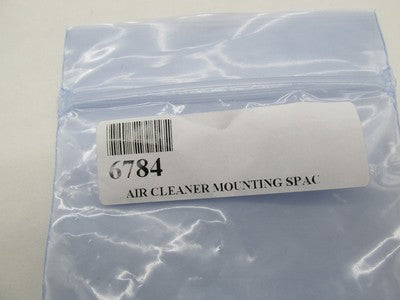 6784
AIR CLEANER MOUNTING SPAC